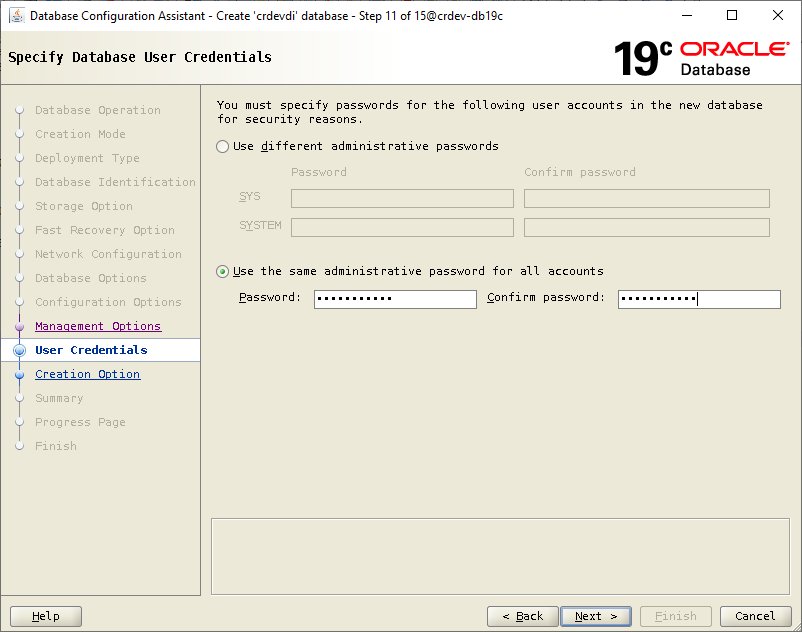 Database Configuration Assistant - Create 'crdevdi' database - Step 11 of 15@crdev-db19c
Specify Database User Credentials
19c ORACLE
Database
Database Operation
Creation Mode
Deployment Type
Database Identification
Storage Option
Fast Recovery Option
Network Configuration
Database Options
Configuration Options
Management Options
User Credentials
Creation Option
Summary
Progress Page
Finish
You must specify passwords for the following user accounts in the new database
for security reasons.
Use different administrative passwords
Password Confirm password
SYS
SYSTEM
Use the same administrative password for all accounts
Password: ••••••••••• Confirm password: •••••••••••
Help < Back Next > Finish Cancel